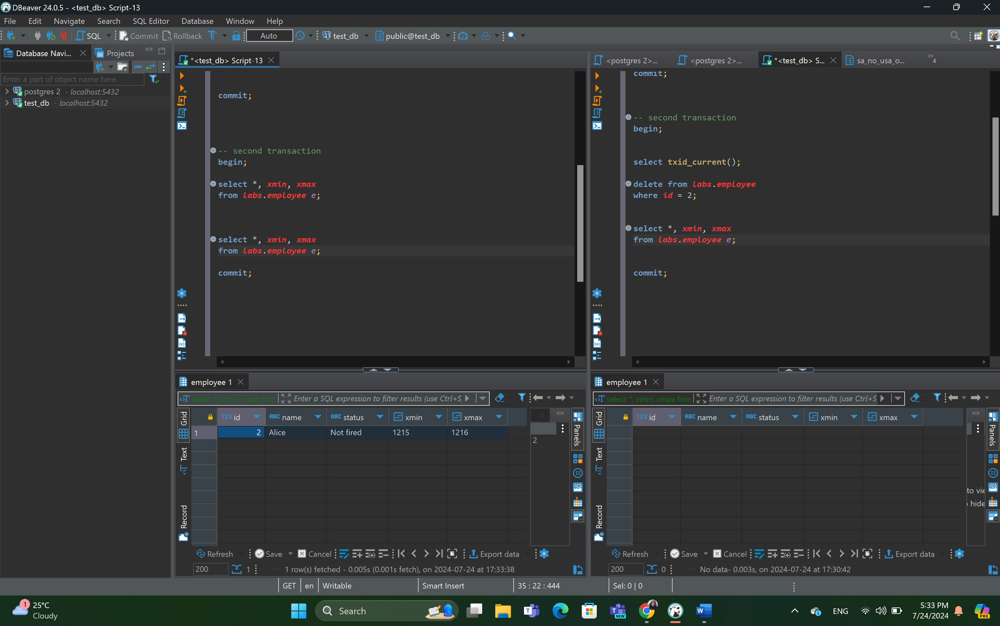 DBeaver 24.0.5 - <test_db> Script-13
File Edit Navigate Search SQL Editor Database Window Help
SQL Commit Rollback Auto test_db public@test_db
Database Navi... Projects
Enter a part of object name here
postgres 2 - localhost:5432
test_db - localhost:5432
*<test_db> Script-13
commit;
-- second transaction
begin;
select *, xmin, xmax
from labs.employee e;
select *, xmin, xmax
from labs.employee e;
commit;
employee 1
select *, xmin, xmax fron Enter a SQL expression to filter results (use Ctrl+S
Grid
Text
Record
123 id ABC name ABC status xmin xmax
1 2 Alice Not fired 1215 1216
2
Panels
Refresh Save Cancel Export data
200 1 1 row(s) fetched - 0.005s (0.001s fetch), on 2024-07-24 at 17:33:38
<postgres 2>... <postgres 2>... *<test_db> S... sa_no_usa_o... »4
commit;
-- second transaction
begin;
select txid_current();
delete from labs.employee
where id = 2;
select *, xmin, xmax
from labs.employee e;
commit;
employee 1
select *, xmin, xmax fron Enter a SQL expression to filter results (use Ctrl+S
Grid
Text
Record
123 id ABC name ABC status xmin xmax
Panels
to vie
hide
Refresh Save Cancel Export data
200 0 No data- 0.003s, on 2024-07-24 at 17:30:42
GET en Writable Smart Insert 35 : 22 : 444 Sel: 0 | 0
1 25°C
Cloudy
Search
NEW
ENG
5:33 PM
7/24/2024
PRE